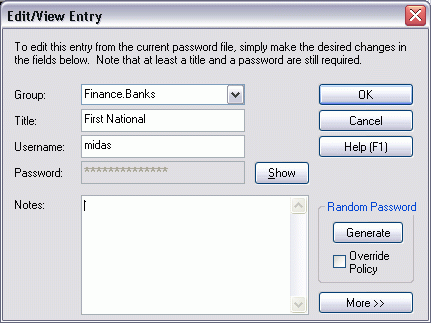 Edit/View Entry
To edit this entry from the current password file, simply make the desired changes in
the fields below.  Note that at least a title and a password are still required.
Group: Finance.Banks OK
Title: First National Cancel
Username: midas Help (F1)
Password: ************** Show
Notes:
Random Password
Generate
Override
Policy
More >>